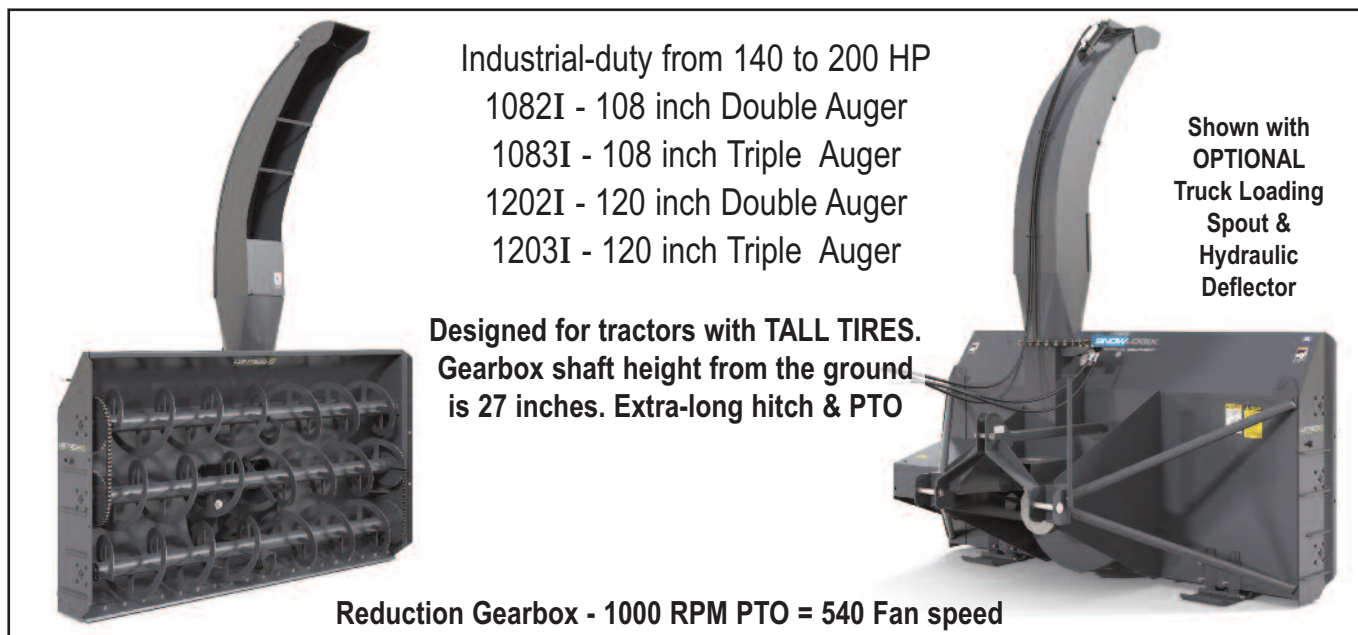 Industrial-duty from 140 to 200 HP
1082I - 108 inch Double Auger
1083I - 108 inch Triple Auger
1202I - 120 inch Double Auger
1203I - 120 inch Triple Auger
Shown with
OPTIONAL
Truck Loading
Spout &
Hydraulic
Deflector
Designed for tractors with TALL TIRES.
Gearbox shaft height from the ground
is 27 inches. Extra-long hitch & PTO
SNOWLOGIX
Reduction Gearbox - 1000 RPM PTO = 540 Fan speed